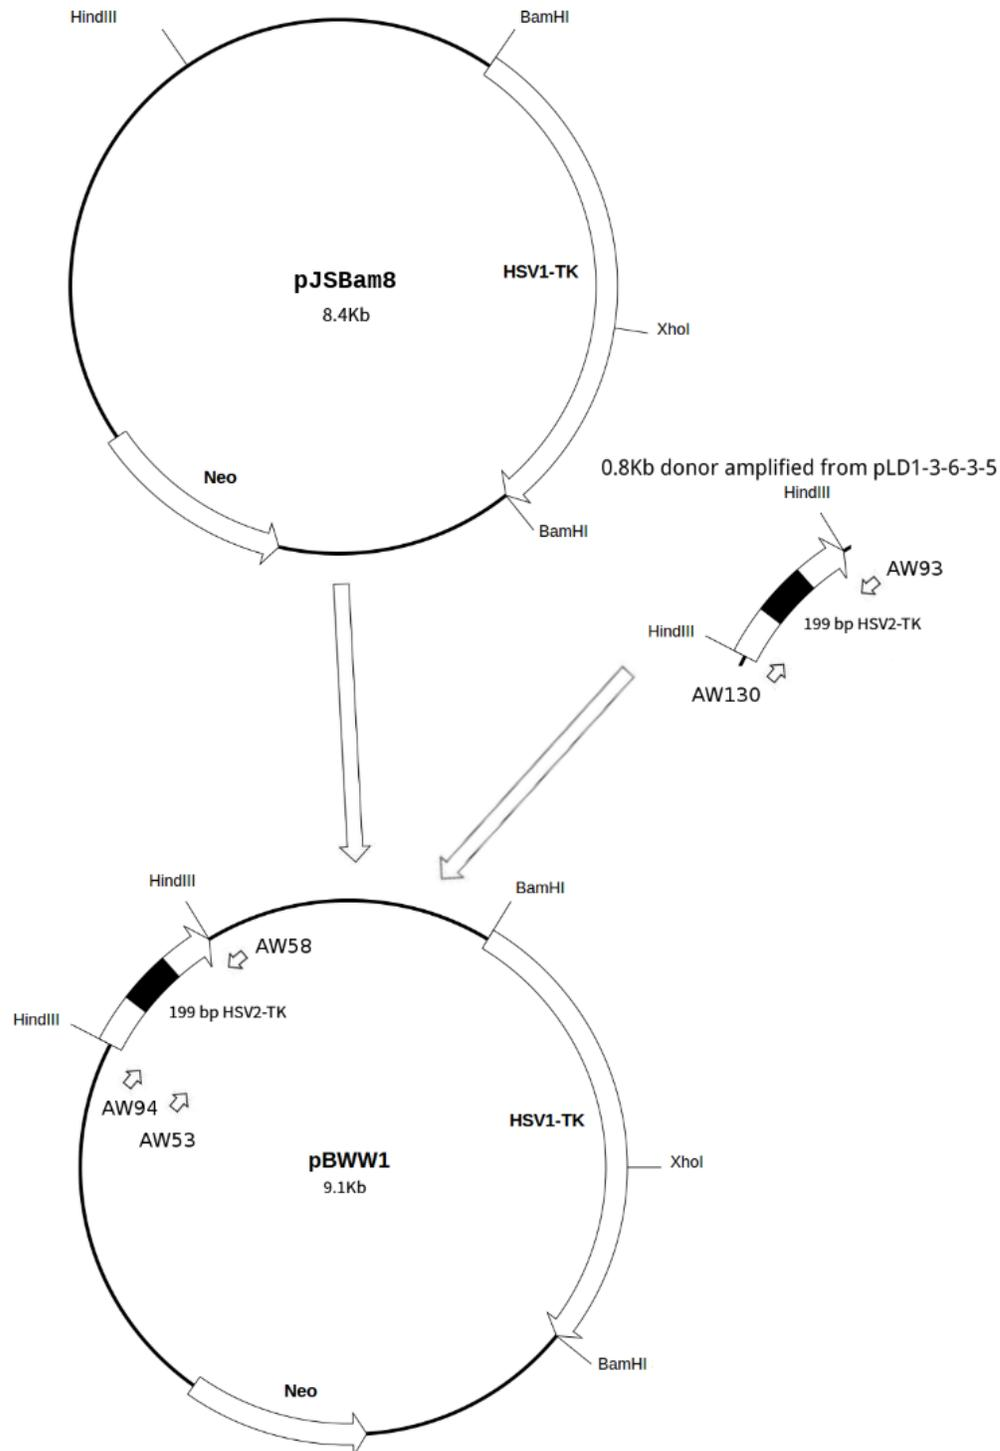 HindIII
BamHI
pJSBam8
8.4Kb
HSV1-TK
XhoI
Neo
BamHI
0.8Kb donor amplified from pLD1-3-6-3-5
HindIII
AW93
HindIII
199 bp HSV2-TK
AW130
HindIII
BamHI
AW58
199 bp HSV2-TK
HindIII
AW94
AW53
HSV1-TK
pBWW1
9.1Kb
XhoI
BamHI
Neo